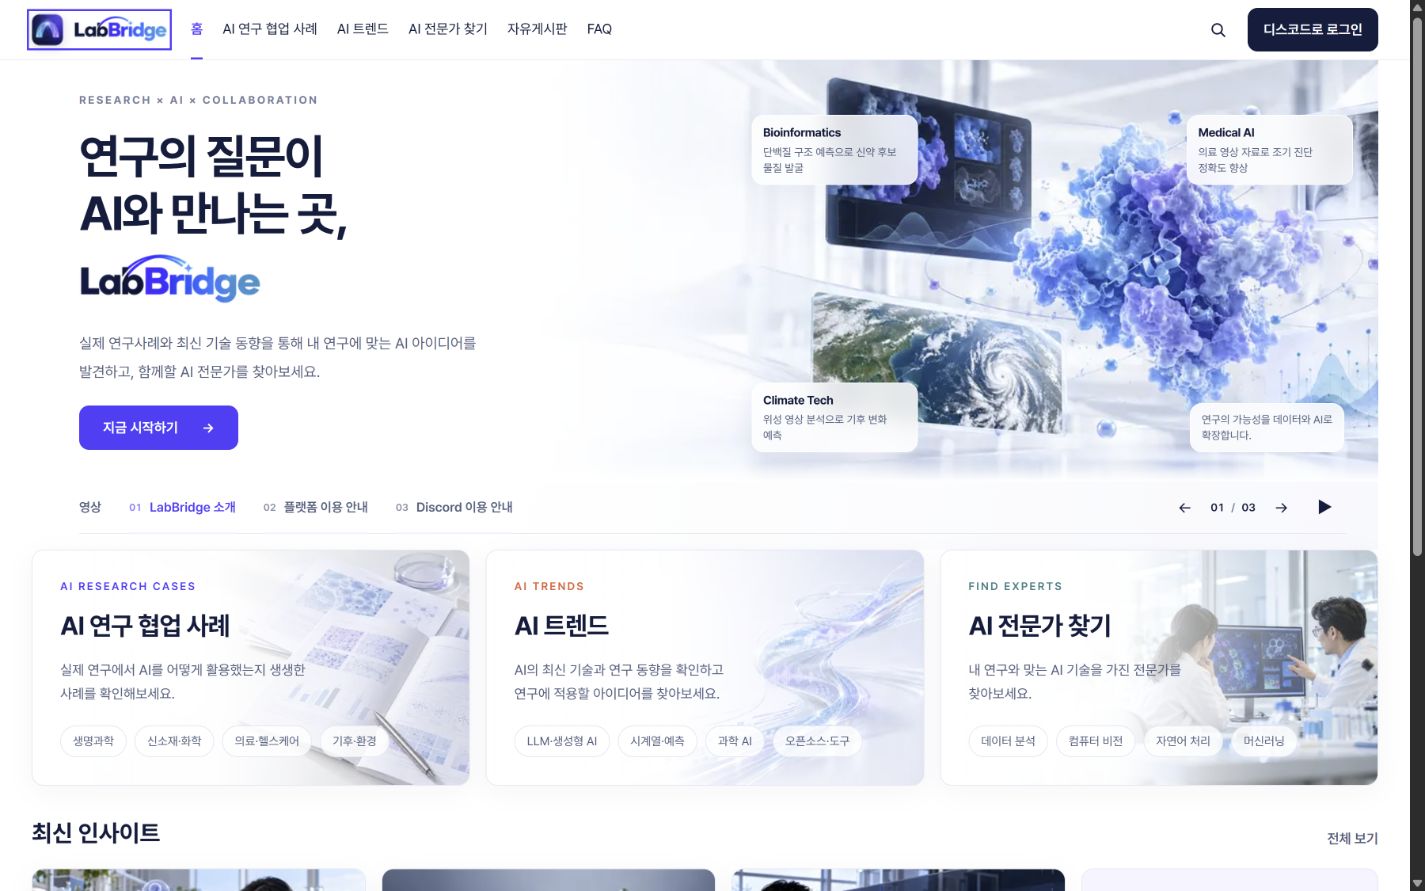 LabBridge
홈
AI 연구 협업 사례
AI 트렌드
AI 전문가 찾기
자유게시판
FAQ
디스코드로 로그인
RESEARCH × AI × COLLABORATION
연구의 질문이
AI와 만나는 곳,
LabBridge
실제 연구사례와 최신 기술 동향을 통해 내 연구에 맞는 AI 아이디어를
발견하고, 함께할 AI 전문가를 찾아보세요.
지금 시작하기 →
Bioinformatics
단백질 구조 예측으로 신약 후보
물질 발굴
Medical AI
의료 영상 자료로 조기 진단
정확도 향상
Climate Tech
위성 영상 분석으로 기후 변화
예측
연구의 가능성을 데이터와 AI로
확장합니다.
영상
01 LabBridge 소개
02 플랫폼 이용 안내
03 Discord 이용 안내
← 01 / 03 →
AI RESEARCH CASES
AI 연구 협업 사례
실제 연구에서 AI를 어떻게 활용했는지 생생한
사례를 확인해보세요.
생명과학
신소재·화학
의료·헬스케어
기후·환경
AI TRENDS
AI 트렌드
AI의 최신 기술과 연구 동향을 확인하고
연구에 적용할 아이디어를 찾아보세요.
LLM·생성형 AI
시계열·예측
과학 AI
오픈소스·도구
FIND EXPERTS
AI 전문가 찾기
내 연구와 맞는 AI 기술을 가진 전문가를
찾아보세요.
데이터 분석
컴퓨터 비전
자연어 처리
머신러닝
최신 인사이트
전체 보기